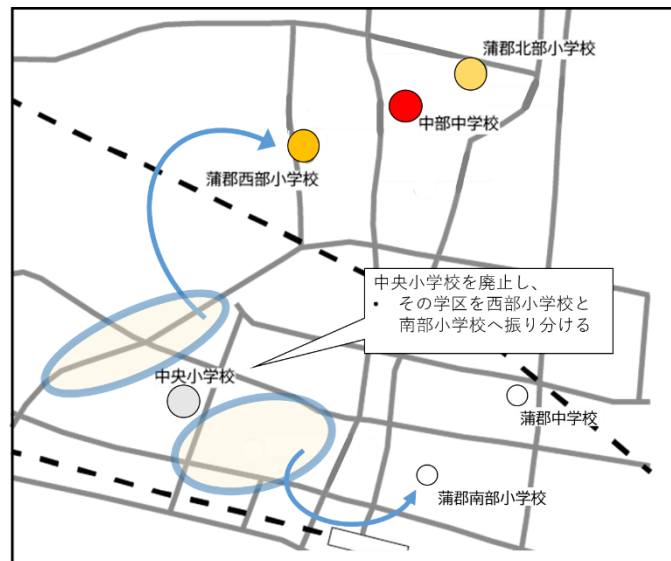 蒲郡北部小学校
中部中学校
蒲郡西部小学校
中央小学校を廃止し、
• その学区を西部小学校と
南部小学校へ振り分ける
中央小学校
蒲郡中学校
蒲郡南部小学校